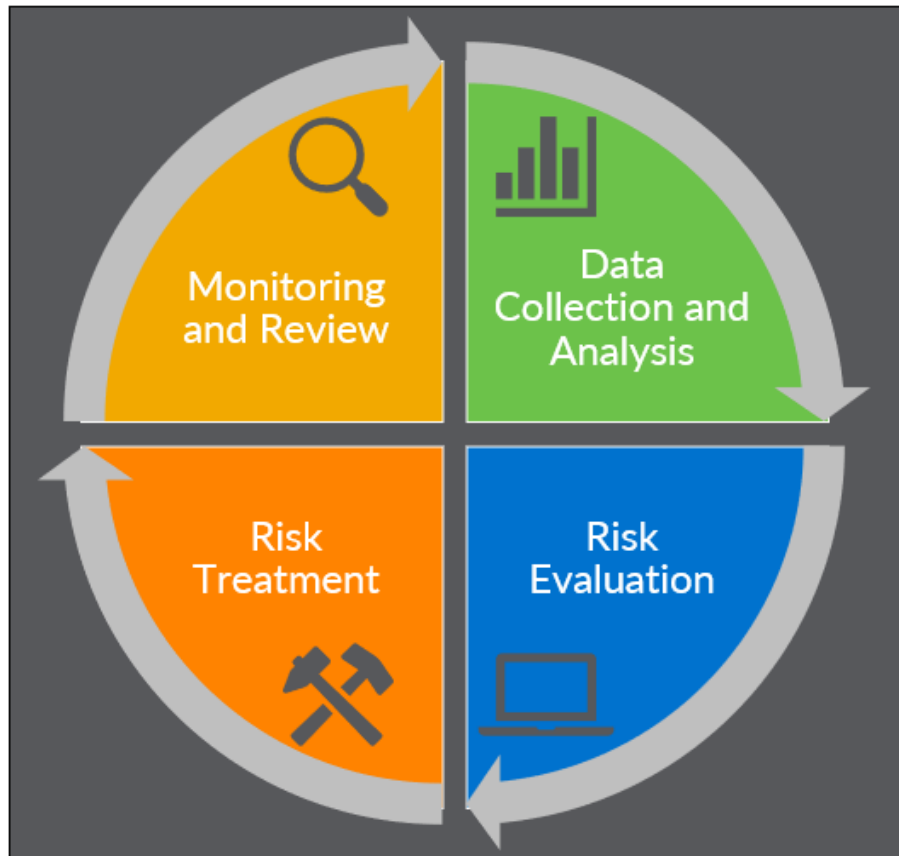 Monitoring
and Review
Data
Collection and
Analysis
Risk
Treatment
Risk
Evaluation